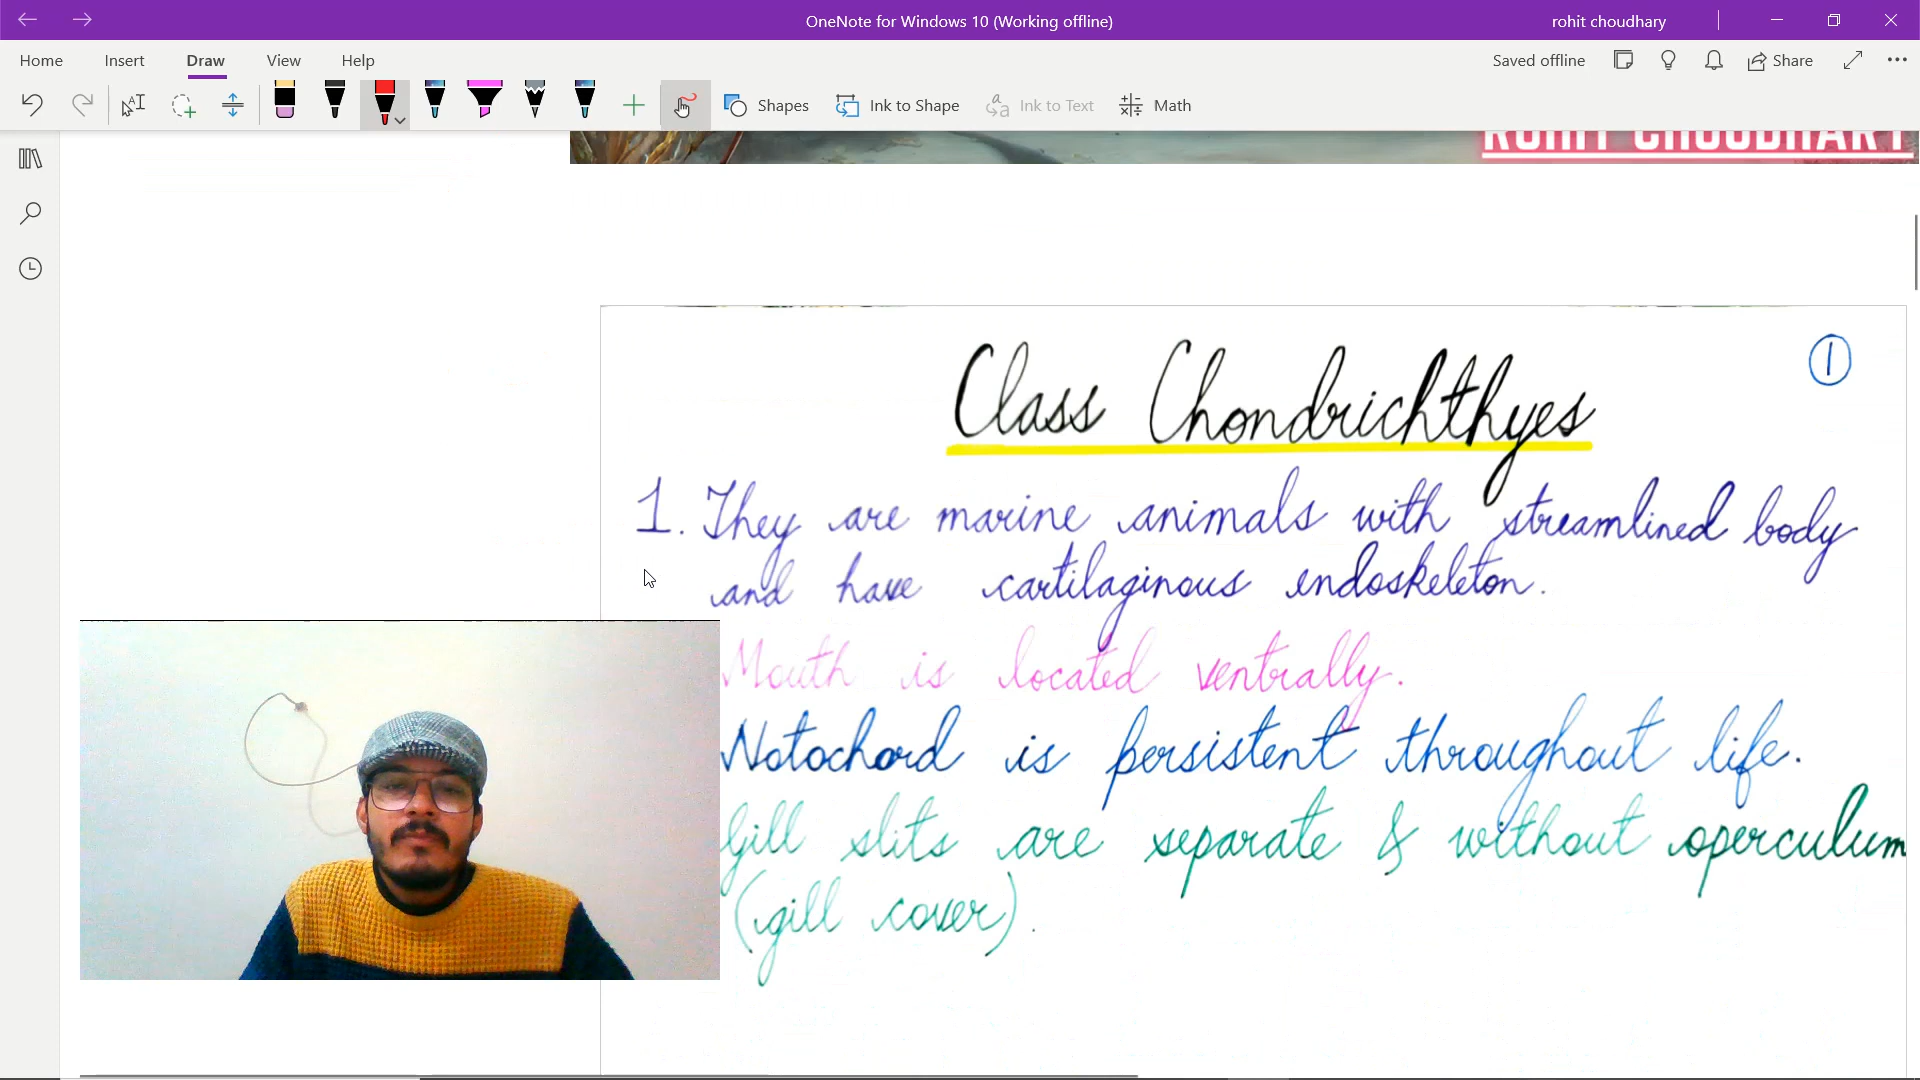 OneNote for Windows 10 (Working offline)
rohit choudhary
Home Insert Draw View Help
Saved offline
Share
Shapes Ink to Shape Ink to Text Math
ROHIT CHOUDHARY
1
Class Chondrichthyes
1. They are marine animals with streamlined body
and have cartilaginous endoskeleton.
Mouth is located ventrally.
Notochord is persistent throughout life.
Gill slits are separate & without operculum
(gill cover).